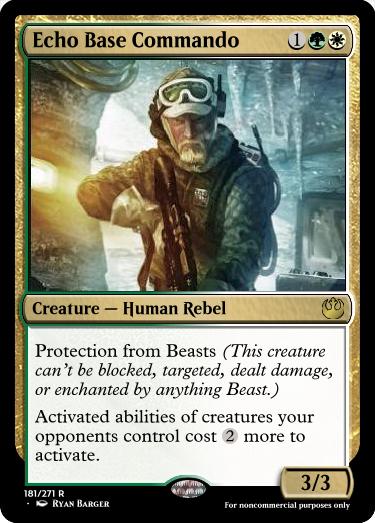 Echo Base Commando 1
Creature — Human Rebel
Protection from Beasts (This creature
can't be blocked, targeted, dealt damage,
or enchanted by anything Beast.)
Activated abilities of creatures your
opponents control cost 2 more to
activate.
3/3
181/271 R
Ryan Barger
For noncommercial purposes only